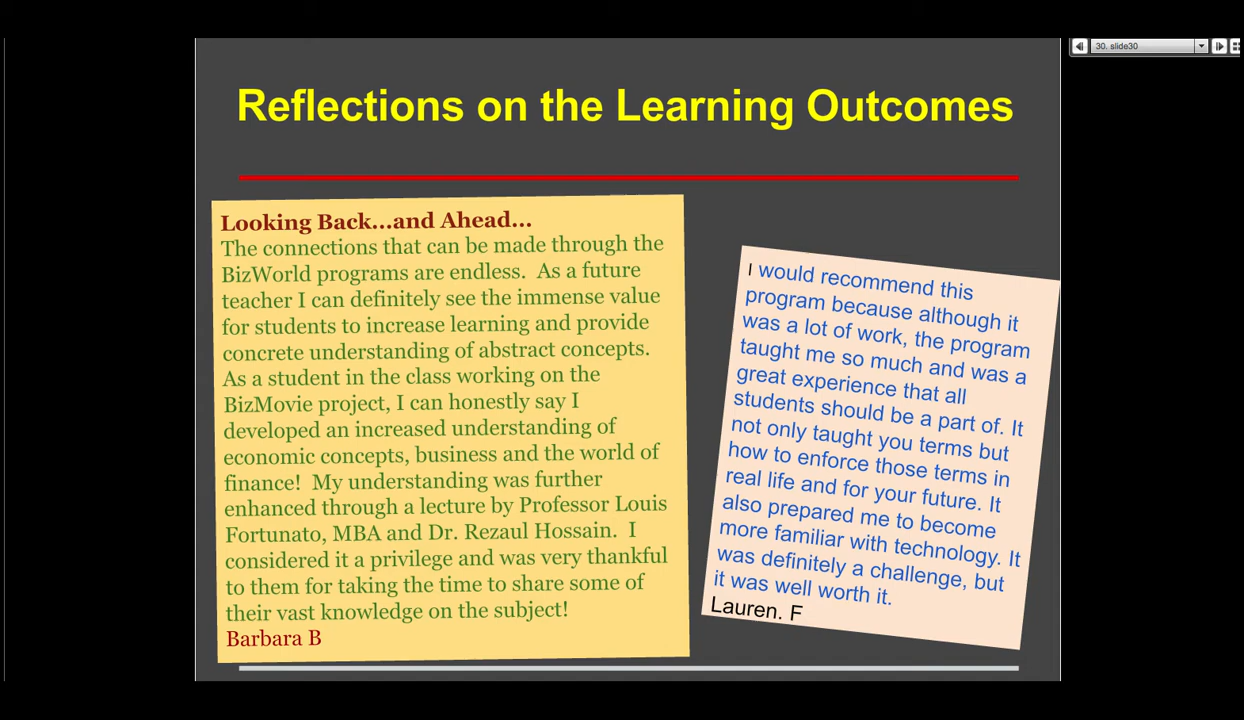 30. slide30
Reflections on the Learning Outcomes
Looking Back...and Ahead...
The connections that can be made through the
BizWorld programs are endless.  As a future
teacher I can definitely see the immense value
for students to increase learning and provide
concrete understanding of abstract concepts.
As a student in the class working on the
BizMovie project, I can honestly say I
developed an increased understanding of
economic concepts, business and the world of
finance!  My understanding was further
enhanced through a lecture by Professor Louis
Fortunato, MBA and Dr. Rezaul Hossain.  I
considered it a privilege and was very thankful
to them for taking the time to share some of
their vast knowledge on the subject!
Barbara B
I would recommend this
program because although it
was a lot of work, the program
taught me so much and was a
great experience that all
students should be a part of. It
not only taught you terms but
how to enforce those terms in
real life and for your future. It
also prepared me to become
more familiar with technology. It
was definitely a challenge, but
it was well worth it.
Lauren. F